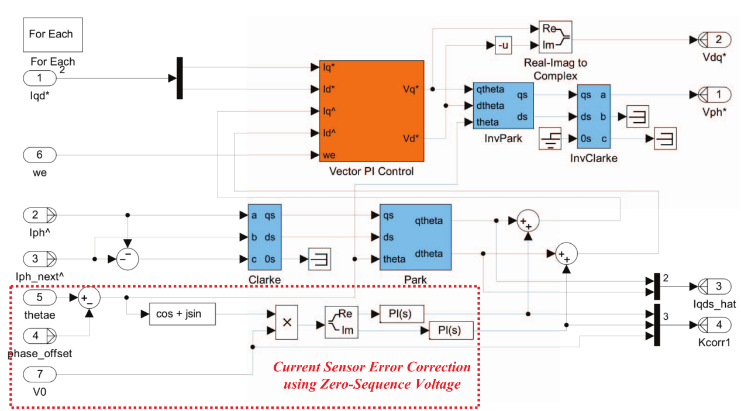 For Each
For Each
1
2
Iqd*
6
we
2
Iph^
3
Iph_next^
5
thetae
4
phase_offset
7
V0
Iq*
Id*
Iq^
Id^
we
Vq*
Vd*
Vector PI Control
-u
Re
Im
Real-Imag to
Complex
2
Vdq*
qtheta
dtheta
theta
qs
ds
InvPark
qs
ds
0s
a
b
c
InvClarke
1
Vph*
a
b
c
qs
ds
0s
Clarke
qs
ds
theta
qtheta
dtheta
Park
+
+
+
+
-
-
+
-
cos + jsin
×
Re
Im
PI(s)
PI(s)
Current Sensor Error Correction
using Zero-Sequence Voltage
2
3
3
Iqds_hat
4
Kcorr1